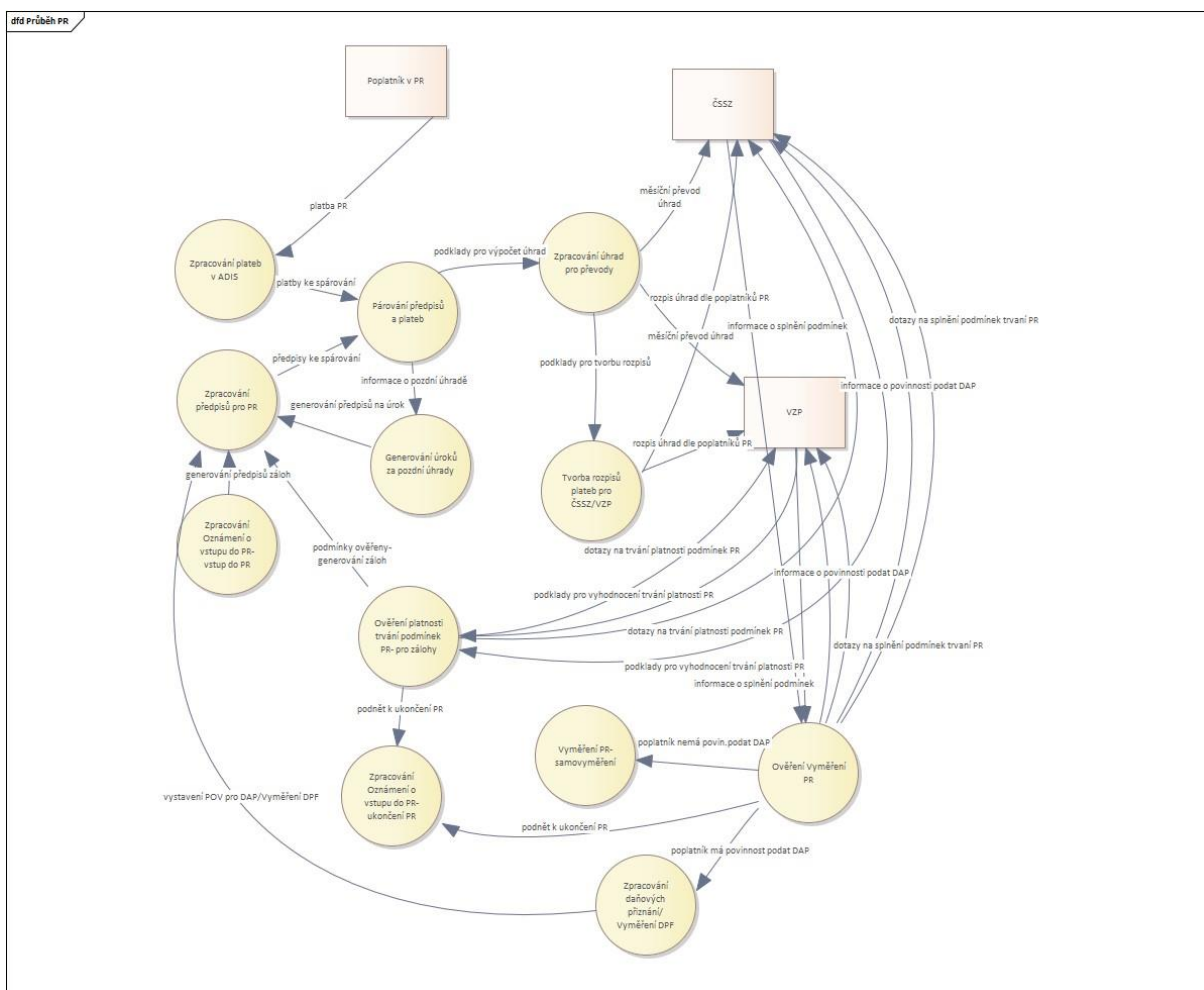 dfd Průběh PR
Poplatník v PR
ČSSZ
platba PR
měsíční převod
úhrad
Zpracování plateb
v ADIS
podklady pro výpočet úhrad
Zpracování úhrad
pro převody
platby ke spárování
Párování předpisů
a plateb
rozpis úhrad dle poplatníků PR
informace o splnění podmínek
dotazy na splnění podmínek trvaní PR
měsíční převod úhrad
předpisy ke spárování
podklady pro tvorbu rozpisů
informace o pozdní úhradě
informace o povinnosti podat DAP
Zpracování
předpisů pro PR
generování předpisů na úrok
VZP
rozpis úhrad dle poplatníků PR
Generování úroků
za pozdní úhrady
generování předpisů záloh
Tvorba rozpisů
plateb pro
ČSSZ/VZP
Zpracování
Oznámení o
vstupu do PR-
vstup do PR
podmínky ověřeny-
generování záloh
dotazy na trvání platnosti podmínek PR
informace o povinnosti podat DAP
podklady pro vyhodnocení trvání platnosti PR
Ověření platnosti
trvání podmínek
PR- pro zálohy
dotazy na trvání platnosti podmínek PR
dotazy na splnění podmínek trvaní PR
podklady pro vyhodnocení trvání platnosti PR
informace o splnění podmínek
podnět k ukončení PR
poplatník nemá povin.podat DAP
Vyměření PR-
samovyměření
Ověření Vyměření
PR
Zpracování
Oznámení o
vstupu do PR-
ukončení PR
vystavení POV pro DAP/Vyměření DPF
podnět k ukončení PR
poplatník má povinnost podat DAP
Zpracování
daňových
přiznání/
Vyměření DPF